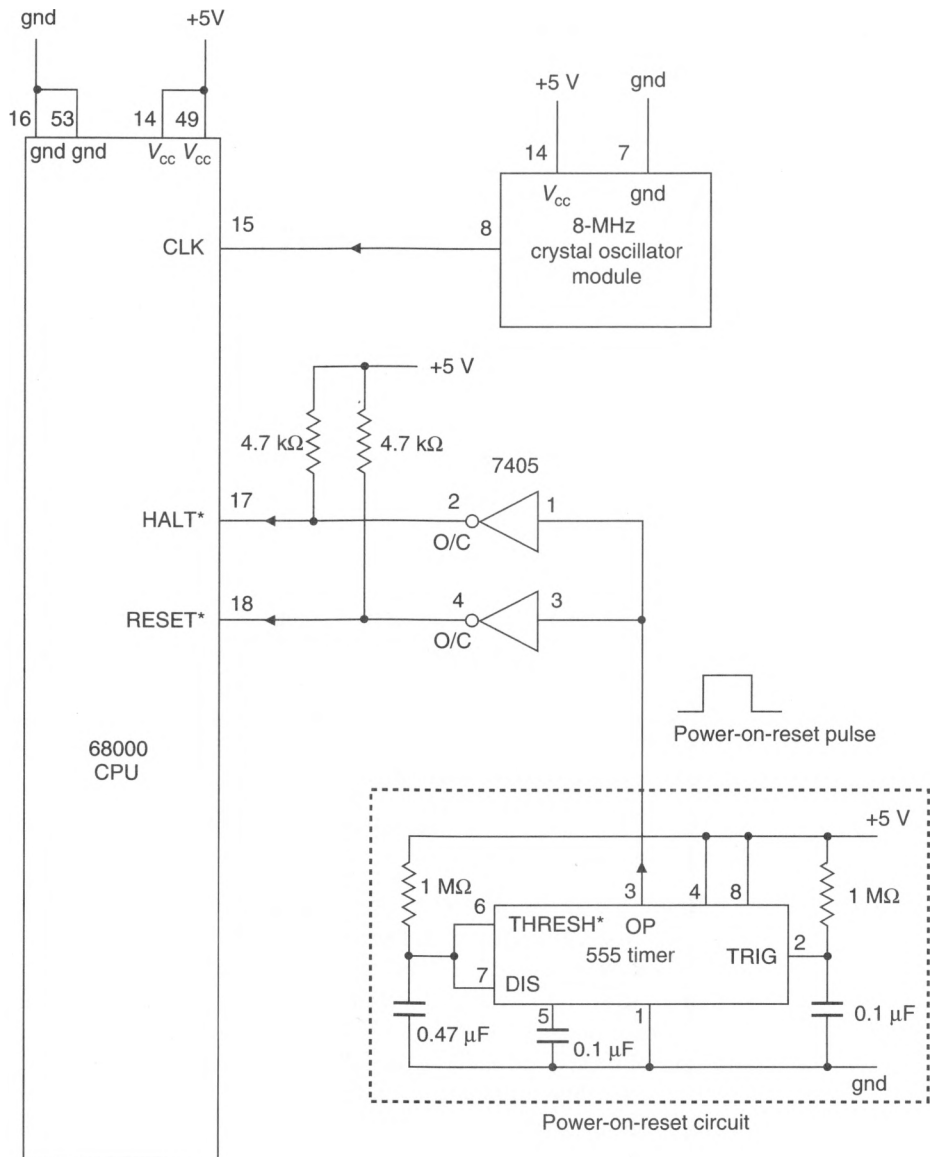 gnd
+5V
16
53
14
49
gnd gnd
Vcc Vcc
+5 V
gnd
14
7
Vcc
gnd
8-MHz
crystal oscillator
module
15
8
CLK
+5 V
4.7 kΩ
4.7 kΩ
7405
17
2
1
HALT*
O/C
18
4
3
RESET*
O/C
68000
CPU
Power-on-reset pulse
+5 V
1 MΩ
3
4
8
1 MΩ
6
THRESH*
OP
555 timer
TRIG
2
7
DIS
0.47 µF
5
0.1 µF
1
0.1 µF
gnd
Power-on-reset circuit